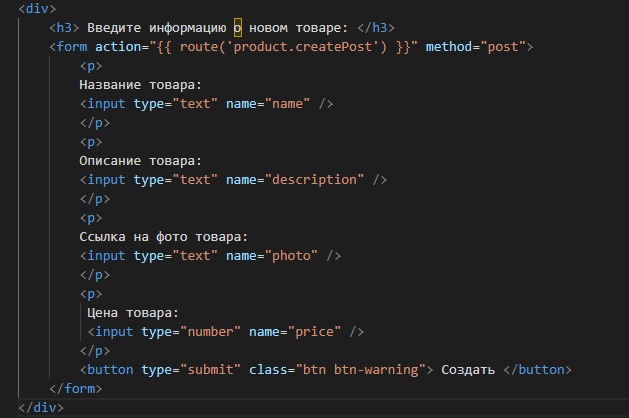 <div>
<h3> Введите информацию о новом товаре: </h3>
<form action="{{ route('product.createPost') }}" method="post">
<p>
Название товара:
<input type="text" name="name" />
</p>
<p>
Описание товара:
<input type="text" name="description" />
</p>
<p>
Ссылка на фото товара:
<input type="text" name="photo" />
</p>
<p>
Цена товара:
<input type="number" name="price" />
</p>
<button type="submit" class="btn btn-warning"> Создать </button>
</form>
</div>